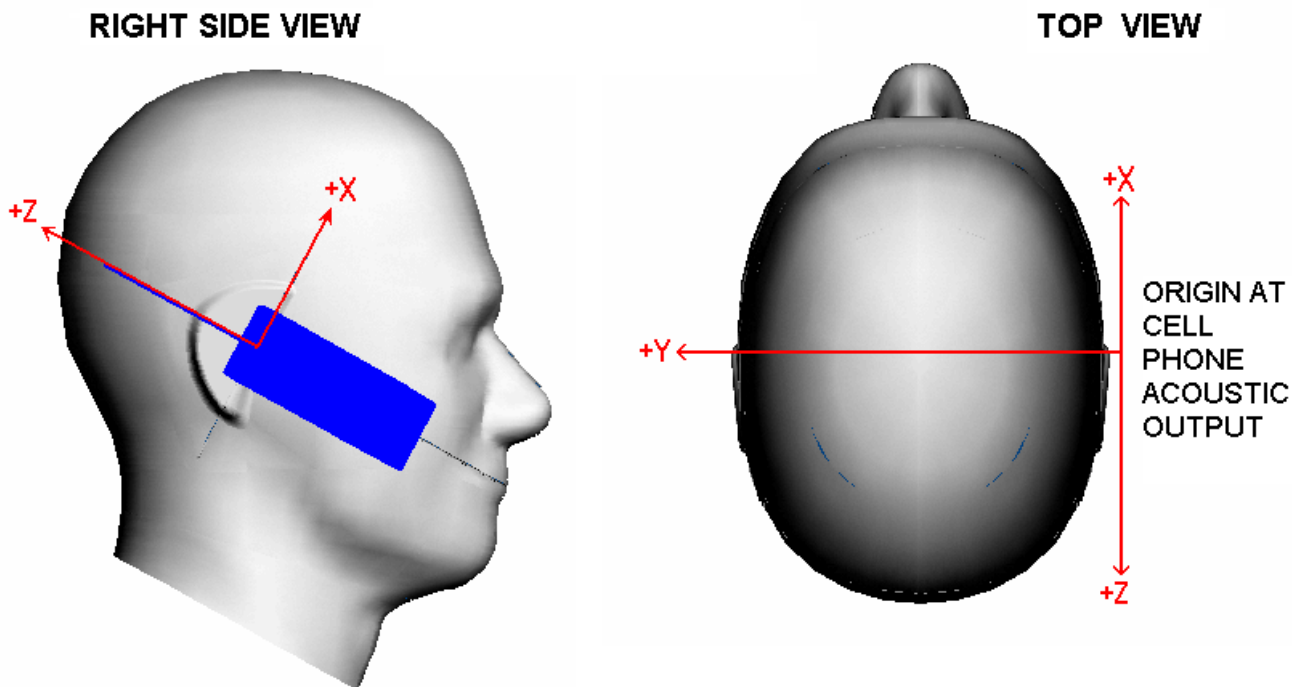 RIGHT SIDE VIEW
TOP VIEW
+X
+Z
+X
+Y
ORIGIN AT
CELL
PHONE
ACOUSTIC
OUTPUT
+Z